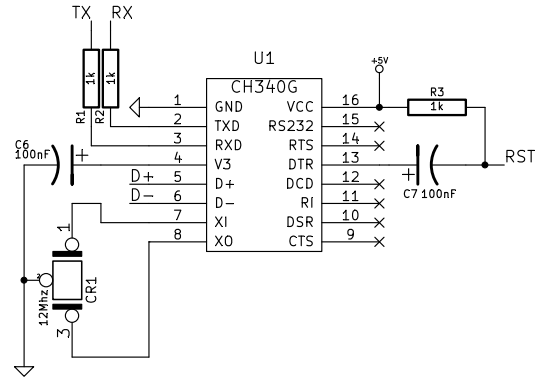 TX RX
U1
+5V
CH340G
R1 1k
R2 1k
1 GND VCC 16
2 TXD RS232 15
3 RXD RTS 14
4 V3 DTR 13
5 D+ DCD 12
6 D- RI 11
7 XI DSR 10
8 XO CTS 9
R3
1k
C6
100nF
+
D+
D-
+
C7 100nF
RST
1
2
3
12Mhz
CR1